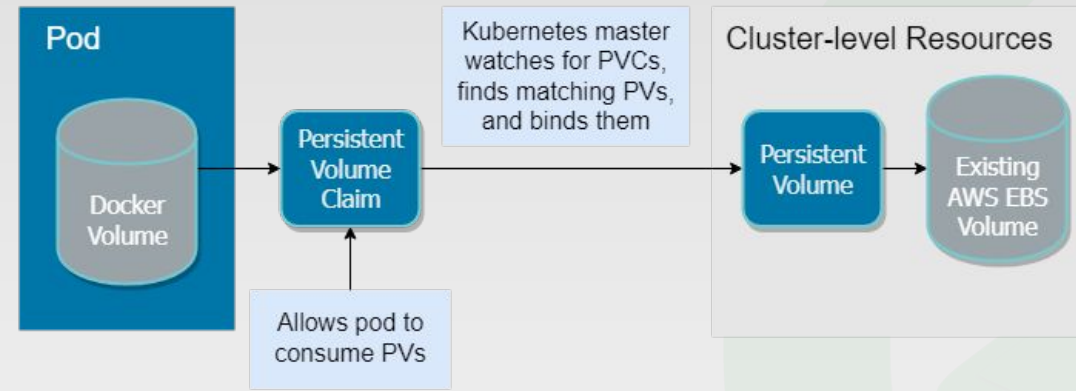 Pod
Docker
Volume
Persistent
Volume
Claim
Allows pod to
consume PVs
Kubernetes master
watches for PVCs,
finds matching PVs,
and binds them
Cluster-level Resources
Persistent
Volume
Existing
AWS EBS
Volume